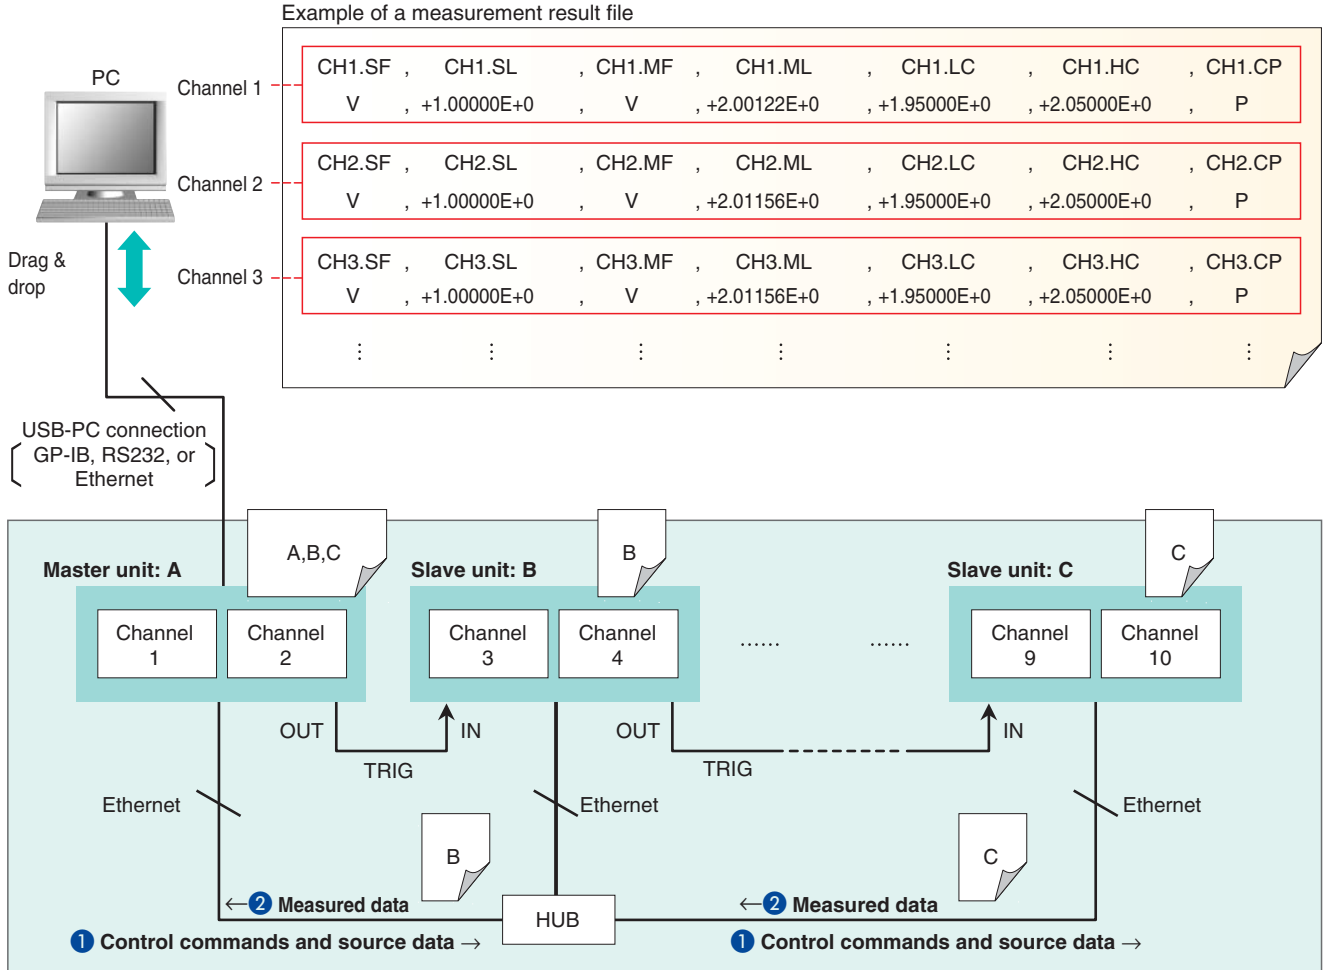 Example of a measurement result file
PC
Channel 1
CH1.SF , CH1.SL , CH1.MF , CH1.ML , CH1.LC , CH1.HC , CH1.CP
V , +1.00000E+0 , V , +2.00122E+0 , +1.95000E+0 , +2.05000E+0 , P
Channel 2
CH2.SF , CH2.SL , CH2.MF , CH2.ML , CH2.LC , CH2.HC , CH2.CP
V , +1.00000E+0 , V , +2.01156E+0 , +1.95000E+0 , +2.05000E+0 , P
Channel 3
CH3.SF , CH3.SL , CH3.MF , CH3.ML , CH3.LC , CH3.HC , CH3.CP
V , +1.00000E+0 , V , +2.01156E+0 , +1.95000E+0 , +2.05000E+0 , P
⋮ ⋮ ⋮ ⋮ ⋮ ⋮ ⋮
Drag &
drop
USB-PC connection
GP-IB, RS232, or
Ethernet
A,B,C
B
C
Master unit: A
Slave unit: B
Slave unit: C
Channel
1
Channel
2
Channel
3
Channel
4
...... ......
Channel
9
Channel
10
OUT
IN
TRIG
OUT
IN
TRIG
Ethernet
Ethernet
Ethernet
B
C
←2 Measured data
HUB
←2 Measured data
1 Control commands and source data →
1 Control commands and source data →